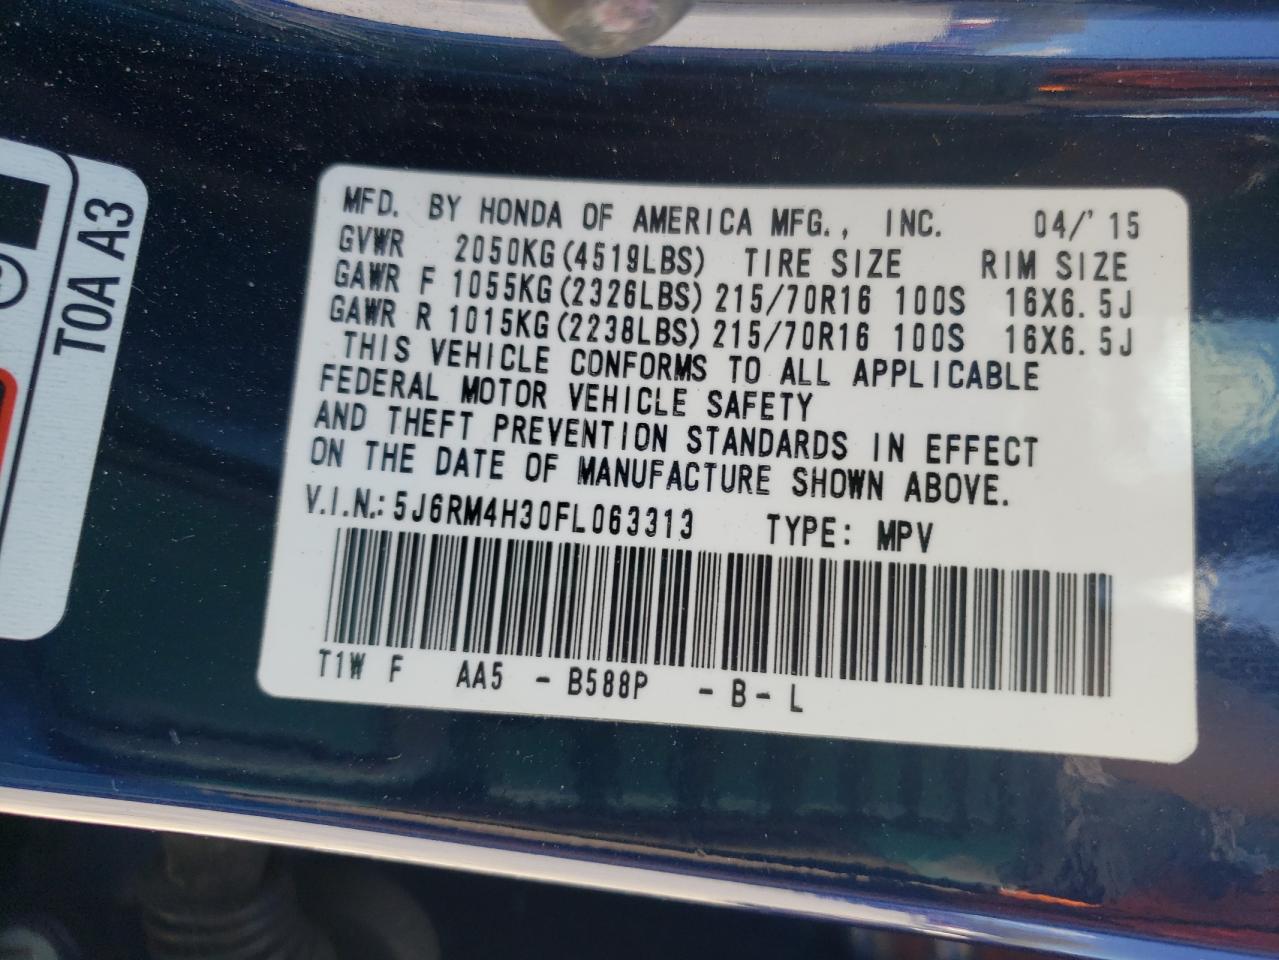 MFD. BY HONDA OF AMERICA MFG., INC. 04/'15
GVWR 2050KG(4519LBS) TIRE SIZE RIM SIZE
GAWR F 1055KG(2326LBS) 215/70R16 100S 16X6.5J
GAWR R 1015KG(2238LBS) 215/70R16 100S 16X6.5J
THIS VEHICLE CONFORMS TO ALL APPLICABLE
FEDERAL MOTOR VEHICLE SAFETY
AND THEFT PREVENTION STANDARDS IN EFFECT
ON THE DATE OF MANUFACTURE SHOWN ABOVE.
V.I.N.: 5J6RM4H30FL063313 TYPE: MPV
T1W F AA5 - B588P - B - L
T0A A3